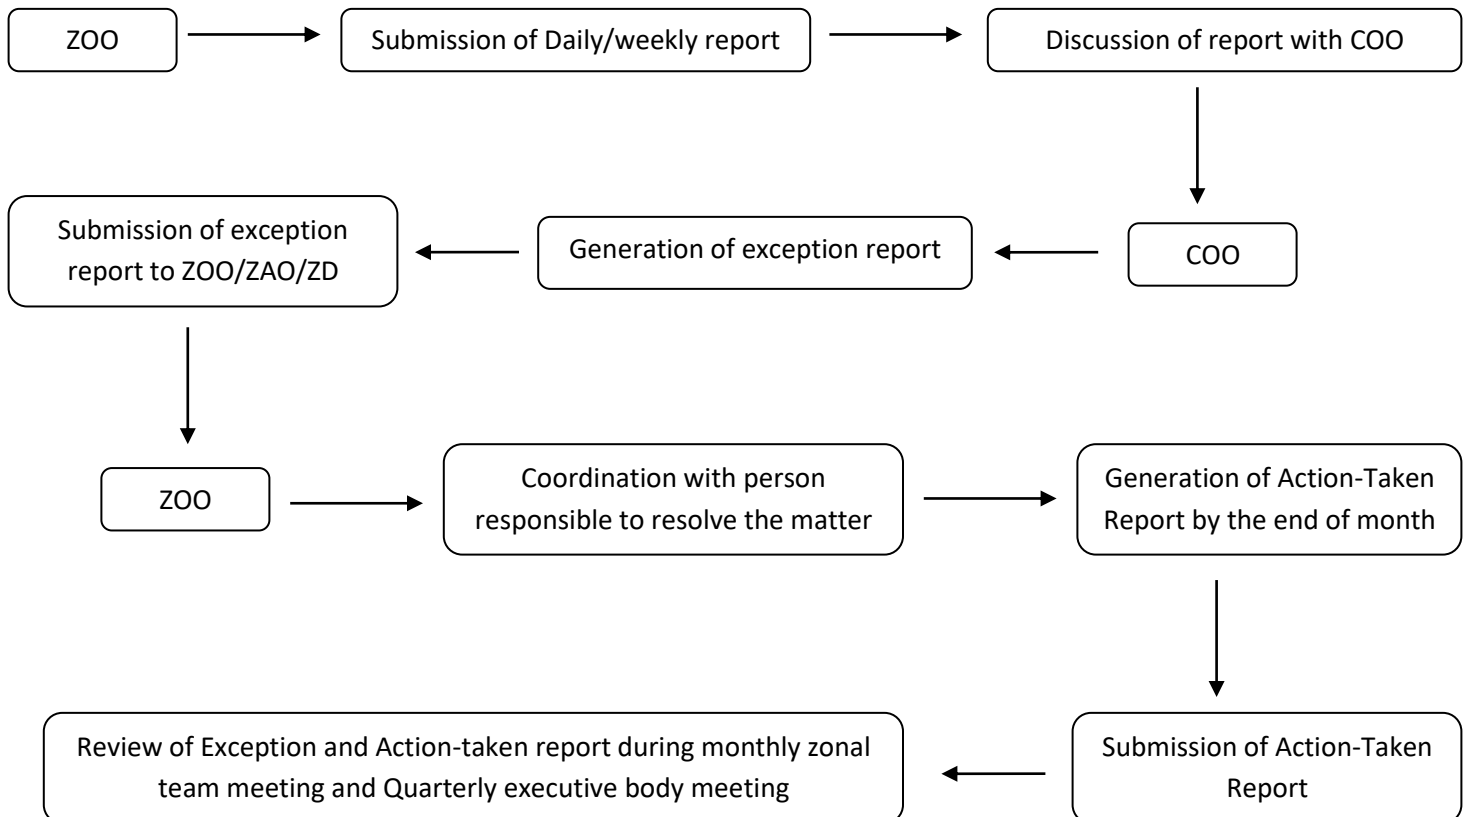 ZOO
Submission of Daily/weekly report
Discussion of report with COO
COO
Generation of exception report
Submission of exception
report to ZOO/ZAO/ZD
ZOO
Coordination with person
responsible to resolve the matter
Generation of Action-Taken
Report by the end of month
Submission of Action-Taken
Report
Review of Exception and Action-taken report during monthly zonal
team meeting and Quarterly executive body meeting